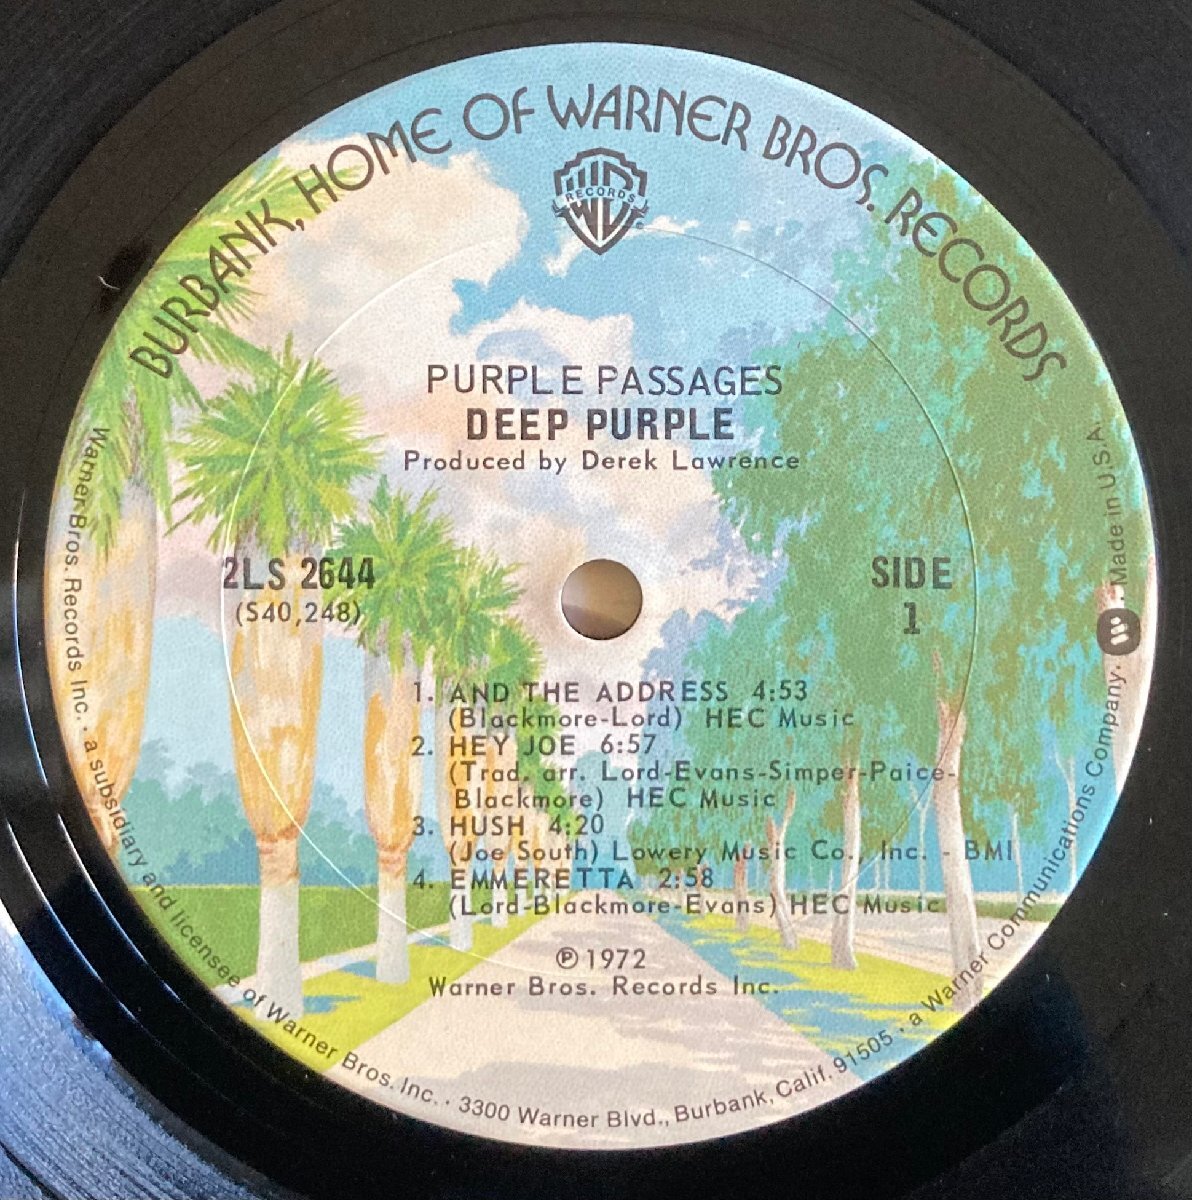 BURBANK, HOME OF WARNER BROS. RECORDS
RECORDS
PURPLE PASSAGES
DEEP PURPLE
Produced by Derek Lawrence
2LS 2644
(S40,248)
SIDE
1
1. AND THE ADDRESS 4:53
(Blackmore-Lord) HEC Music
2. HEY JOE 6:57
(Trad. arr. Lord-Evans-Simper-Paice-
Blackmore) HEC Music
3. HUSH 4:20
(Joe South) Lowery Music Co., Inc. - BMI
4. EMMERETTA 2:58
(Lord-Blackmore-Evans) HEC Music
℗1972
Warner Bros. Records Inc.
Warner Bros. Records Inc. · a subsidiary and licensee of Warner Bros. Inc. · 3300 Warner Blvd., Burbank, Calif. 91505 · a Warner Communications Company. · Made in U.S.A.